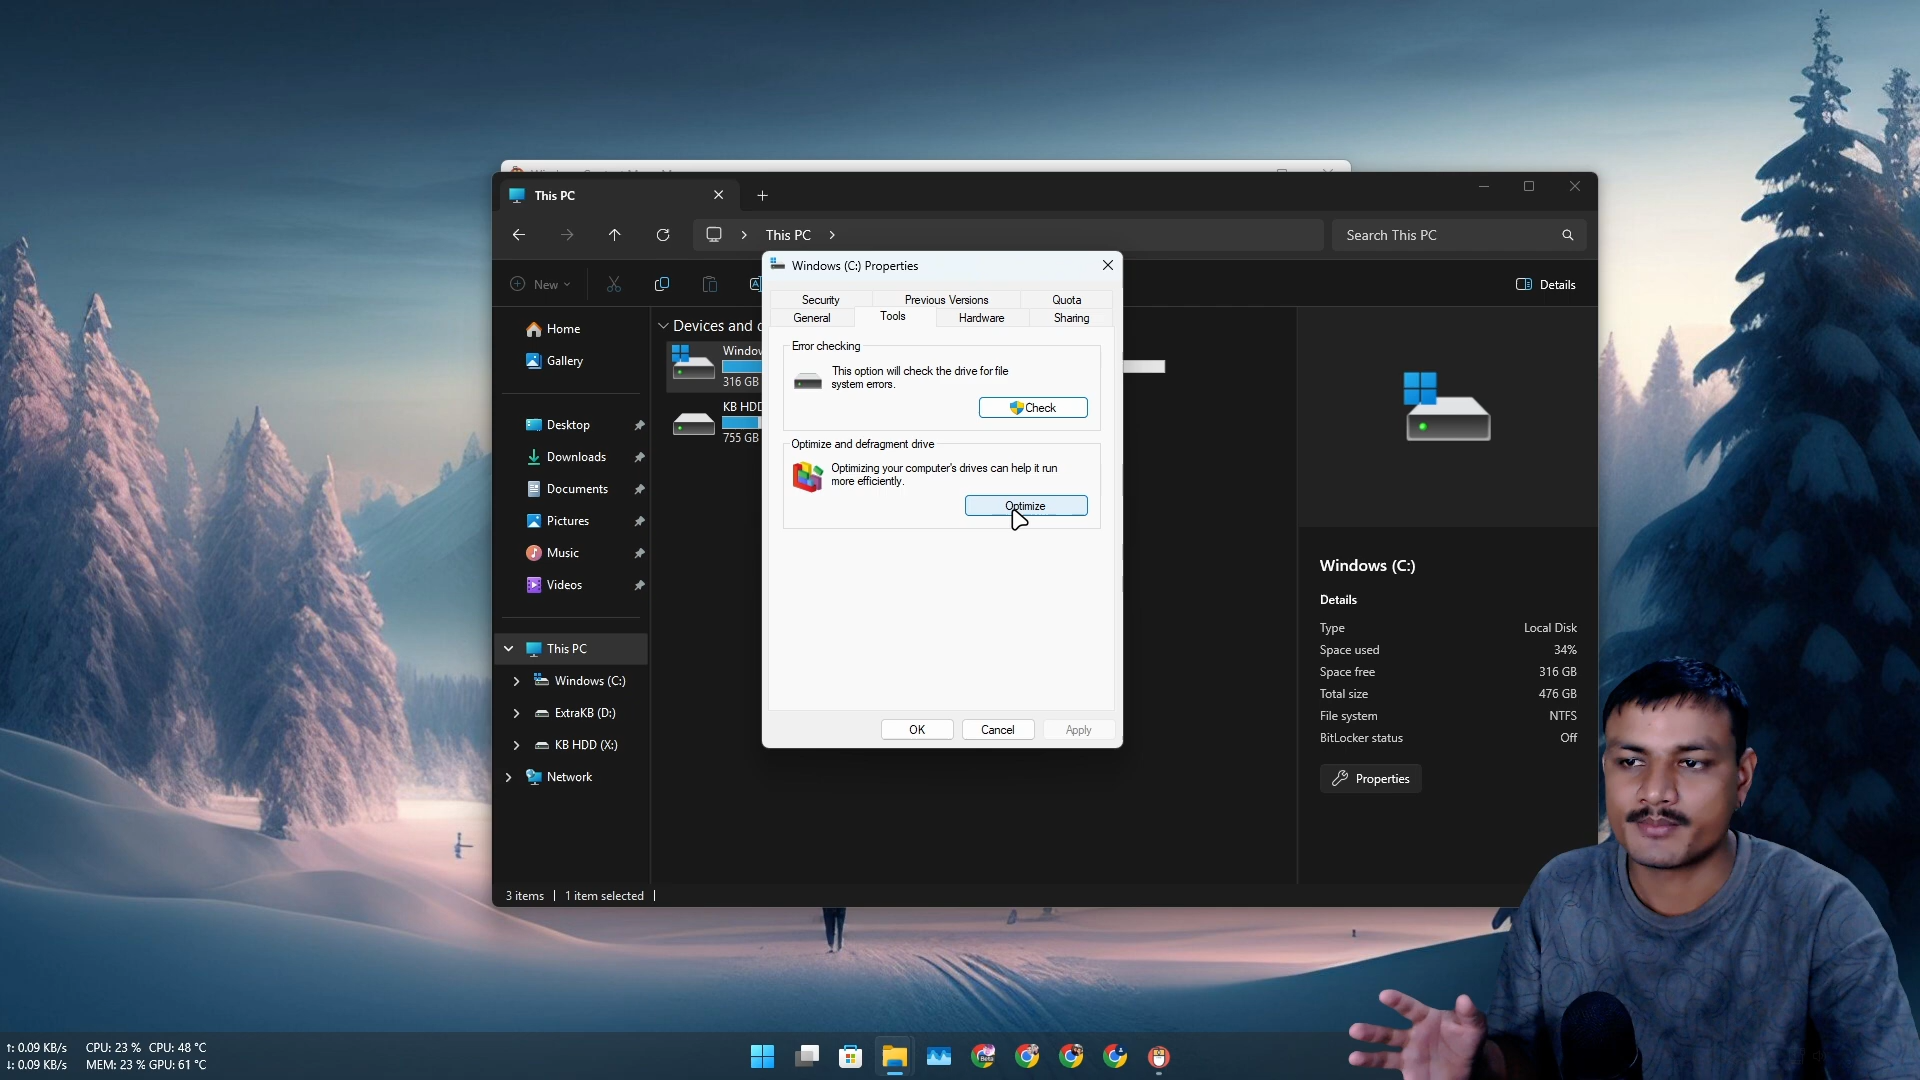 This PC
This PC
Search This PC
New
Details
Windows (C:) Properties
Security
Previous Versions
Quota
General
Tools
Hardware
Sharing
Error checking
This option will check the drive for file
system errors.
Check
Optimize and defragment drive
Optimizing your computer's drives can help it run
more efficiently.
Optimize
OK
Cancel
Apply
Home
Gallery
Desktop
Downloads
Documents
Pictures
Music
Videos
This PC
Windows (C:)
ExtraKB (D:)
KB HDD (X:)
Network
Devices and
316 GB
KB HDD
755 GB
Windows (C:)
Details
Type Local Disk
Space used 34%
Space free 316 GB
Total size 476 GB
File system NTFS
BitLocker status Off
Properties
3 items
1 item selected
↑: 0.09 KB/s CPU: 23 % CPU: 48 °C
↓: 0.09 KB/s MEM: 23 % GPU: 61 °C
Beta